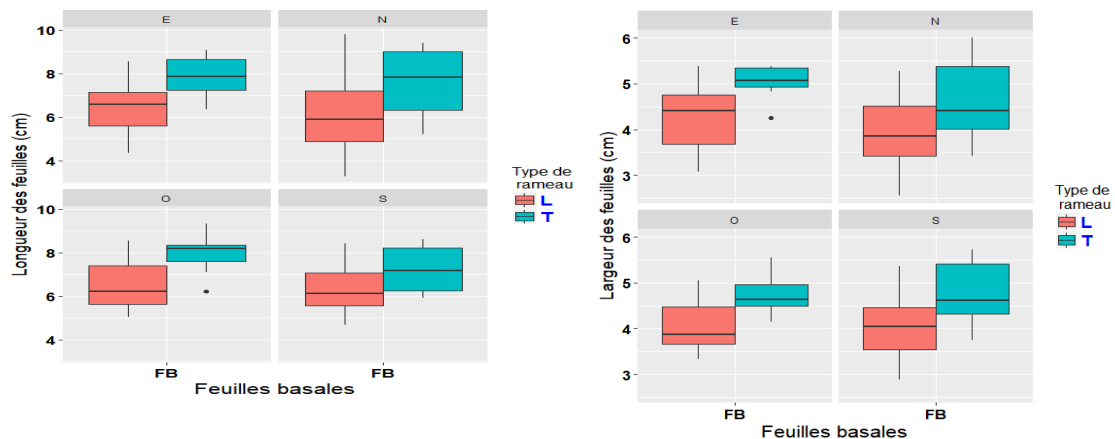 E
N
10
8
6
4
O
S
10
8
6
4
Longueur des feuilles (cm)
FB
FB
Feuilles basales
Type de
rameau
L
T
E
N
6
5
4
3
O
S
6
5
4
3
Largeur des feuilles (cm)
FB
FB
Feuilles basales
Type de
rameau
L
T